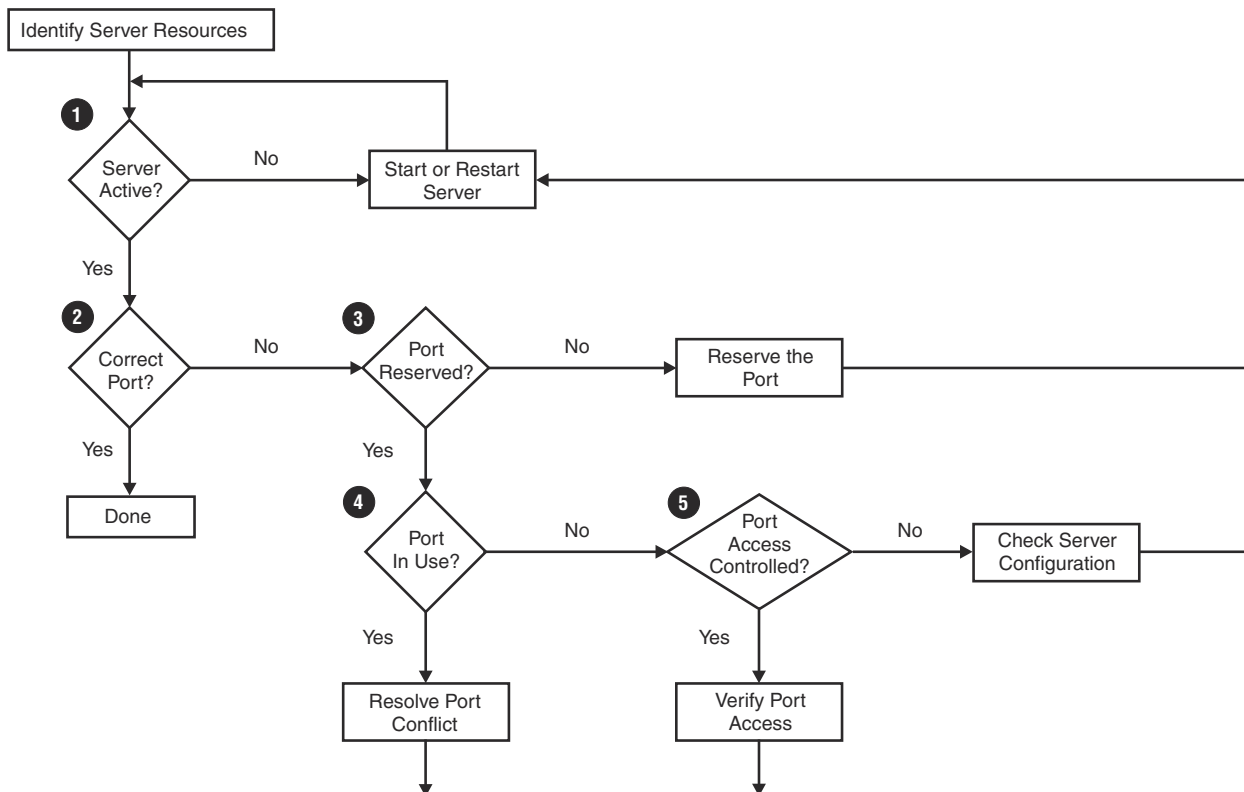 Identify Server Resources
1
Server
Active?
No
Start or Restart
Server
Yes
2
Correct
Port?
No
3
Port
Reserved?
No
Reserve the
Port
Yes
Done
Yes
4
Port
In Use?
No
5
Port
Access
Controlled?
No
Check Server
Configuration
Yes
Resolve Port
Conflict
Yes
Verify Port
Access